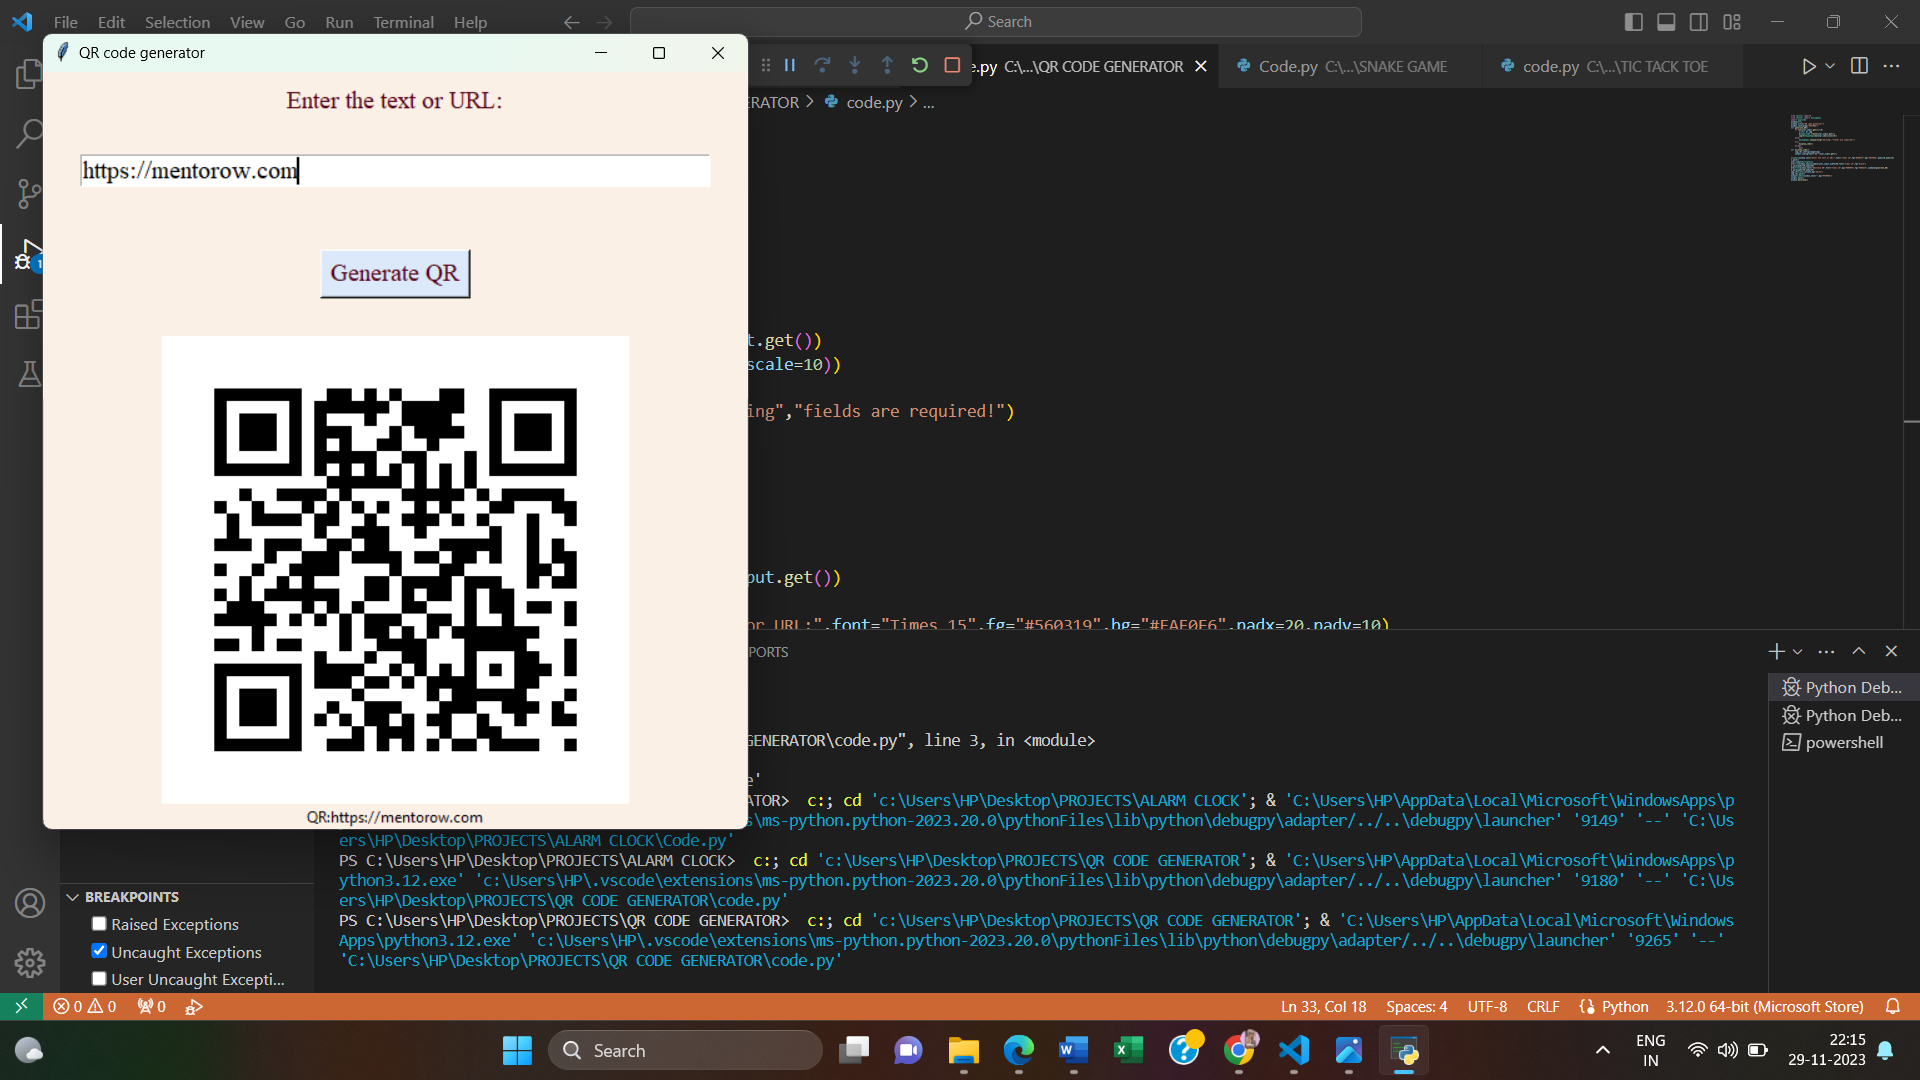 File Edit Selection View Go Run Terminal Help
Search
QR code generator
e.py C:\...\QR CODE GENERATOR
Code.py C:\...\SNAKE GAME
code.py C:\...\TIC TACK TOE
ERATOR > code.py > ...
Enter the text or URL:
https://mentorow.com
Generate QR
QR:https://mentorow.com
t.get())
scale=10))
ing","fields are required!")
put.get())
or URL:",font="Times 15",fg="#560319",bg="#FAF0E6",padx=20,pady=10)
PORTS
Python Deb...
Python Deb...
powershell
GENERATOR\code.py", line 3, in <module>
e'
ATOR> c:; cd 'c:\Users\HP\Desktop\PROJECTS\ALARM CLOCK'; & 'C:\Users\HP\AppData\Local\Microsoft\WindowsApps\p
s\ms-python.python-2023.20.0\pythonFiles\lib\python\debugpy\adapter/../..\debugpy\launcher' '9149' '--' 'C:\Us
ers\HP\Desktop\PROJECTS\ALARM CLOCK\Code.py'
PS C:\Users\HP\Desktop\PROJECTS\ALARM CLOCK> c:; cd 'c:\Users\HP\Desktop\PROJECTS\QR CODE GENERATOR'; & 'C:\Users\HP\AppData\Local\Microsoft\WindowsApps\p
ython3.12.exe' 'c:\Users\HP\.vscode\extensions\ms-python.python-2023.20.0\pythonFiles\lib\python\debugpy\adapter/../..\debugpy\launcher' '9180' '--' 'C:\Us
ers\HP\Desktop\PROJECTS\QR CODE GENERATOR\code.py'
PS C:\Users\HP\Desktop\PROJECTS\QR CODE GENERATOR> c:; cd 'c:\Users\HP\Desktop\PROJECTS\QR CODE GENERATOR'; & 'C:\Users\HP\AppData\Local\Microsoft\Windows
Apps\python3.12.exe' 'c:\Users\HP\.vscode\extensions\ms-python.python-2023.20.0\pythonFiles\lib\python\debugpy\adapter/../..\debugpy\launcher' '9265' '--'
'C:\Users\HP\Desktop\PROJECTS\QR CODE GENERATOR\code.py'
BREAKPOINTS
Raised Exceptions
Uncaught Exceptions
User Uncaught Excepti...
0 0 0
Ln 33, Col 18 Spaces: 4 UTF-8 CRLF Python 3.12.0 64-bit (Microsoft Store)
Search
ENG
IN
22:15
29-11-2023